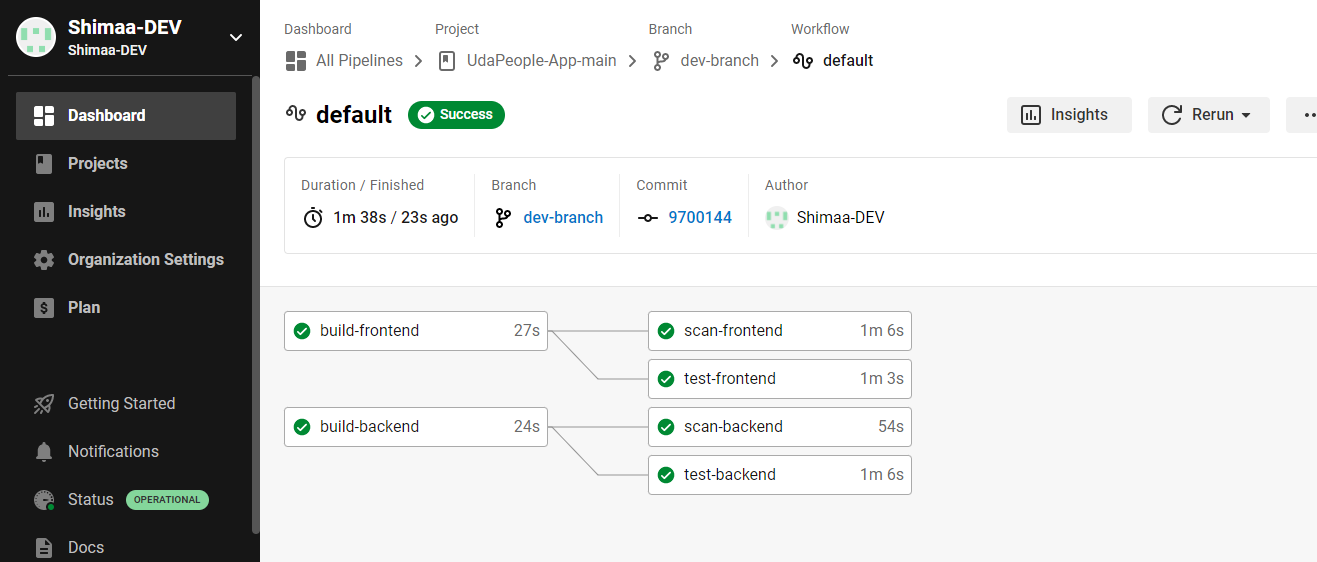 Shimaa-DEV
Shimaa-DEV
Dashboard
Projects
Insights
Organization Settings
Plan
Getting Started
Notifications
Status OPERATIONAL
Docs
Dashboard Project Branch Workflow
All Pipelines UdaPeople-App-main dev-branch default
default Success Insights Rerun
Duration / Finished Branch Commit Author
1m 38s / 23s ago dev-branch 9700144 Shimaa-DEV
build-frontend 27s scan-frontend 1m 6s
test-frontend 1m 3s
build-backend 24s scan-backend 54s
test-backend 1m 6s